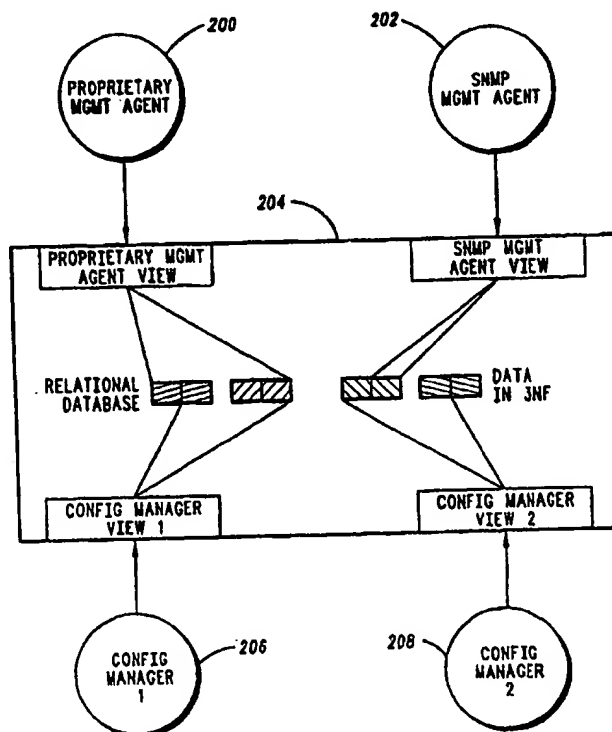 200
202
PROPRIETARY
MGMT AGENT
SNMP
MGMT AGENT
204
PROPRIETARY MGMT
AGENT VIEW
SNMP MGMT
AGENT VIEW
RELATIONAL
DATABASE
DATA
IN 3NF
CONFIG MANAGER
VIEW 1
CONFIG MANAGER
VIEW 2
CONFIG
MANAGER
1
206
208
CONFIG
MANAGER
2